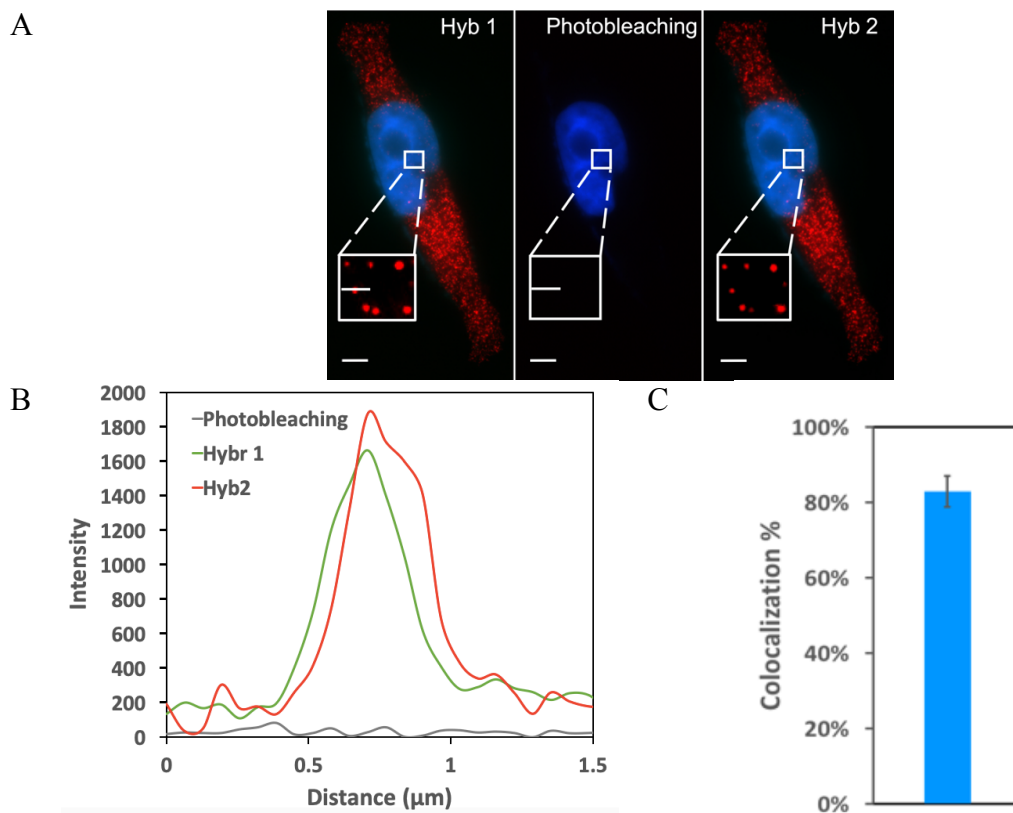 A
Hyb 1
Photobleaching
Hyb 2
B
2000
1800
1600
1400
1200
1000
800
600
400
200
0
Intensity
Photobleaching
Hybr 1
Hyb2
0
0.5
1
1.5
Distance (µm)
C
100%
80%
60%
40%
20%
0%
Colocalization %